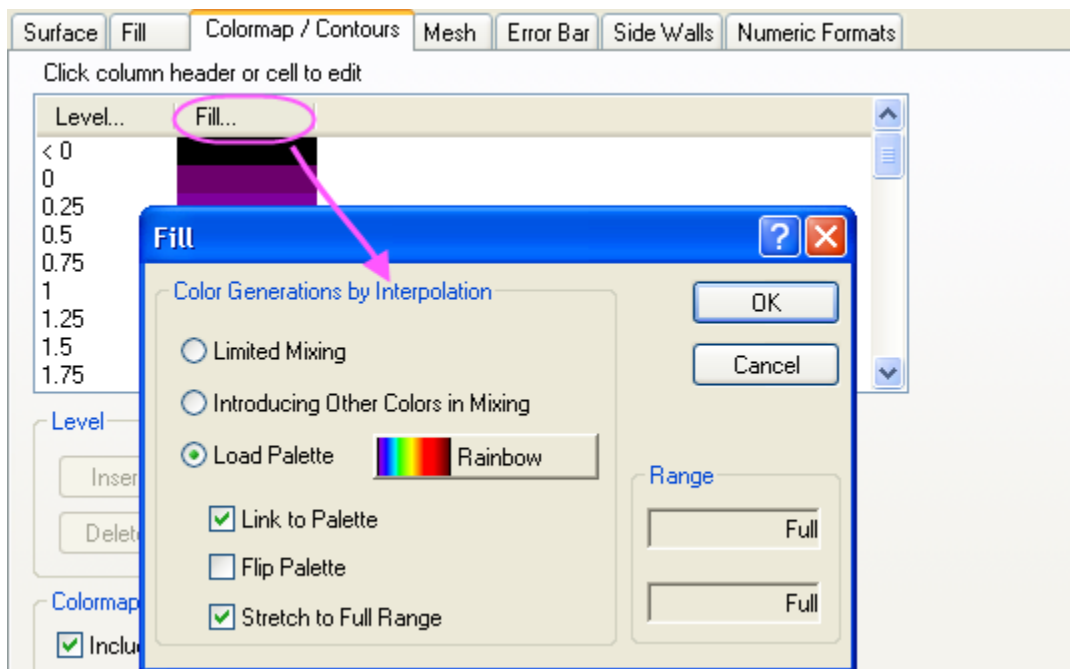 Surface Fill Colormap / Contours Mesh Error Bar Side Walls Numeric Formats
Click column header or cell to edit
Level... Fill...
< 0
0
0.25
0.5
0.75
1
1.25
1.5
1.75
Level
Inser
Delet
Colormap
Inclu
Fill
?
Color Generations by Interpolation
Limited Mixing
Introducing Other Colors in Mixing
Load Palette Rainbow
Link to Palette
Flip Palette
Stretch to Full Range
OK
Cancel
Range
Full
Full